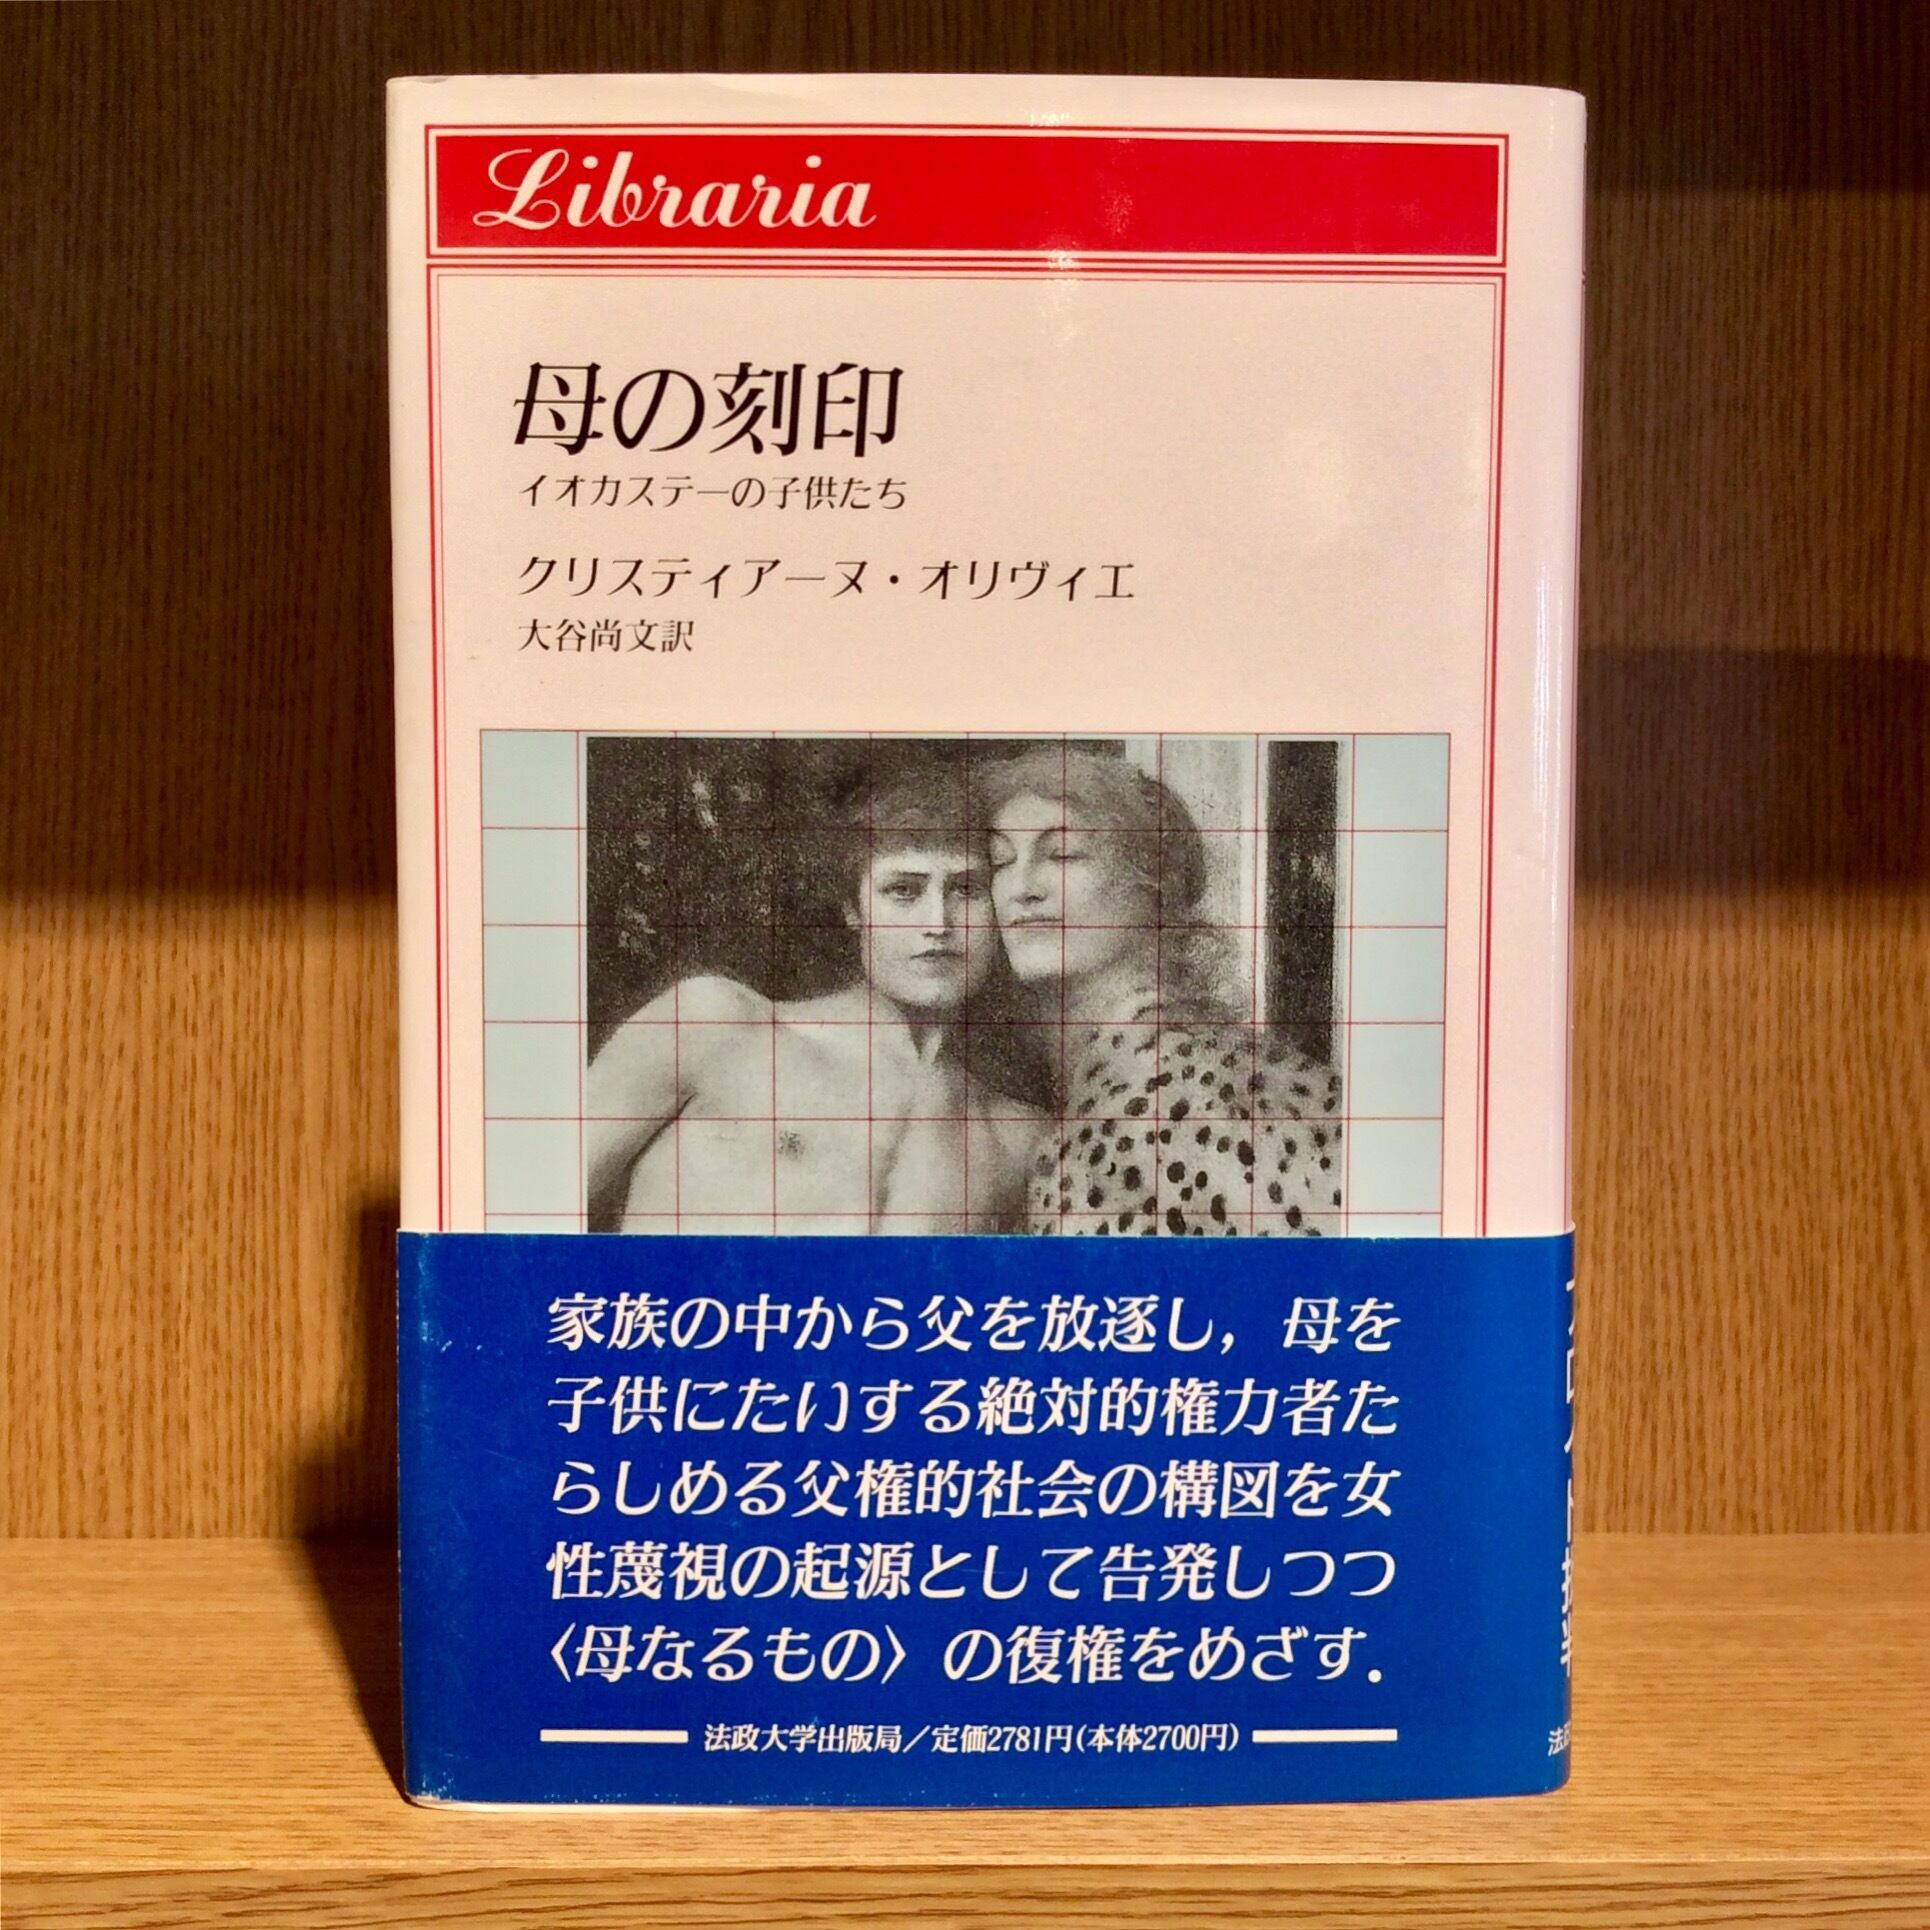 Libraria
母の刻印
イオカステーの子供たち
クリスティアーヌ・オリヴィエ
大谷尚文訳
家族の中から父を放逐し，母を
子供にたいする絶対的権力者た
らしめる父権的社会の構図を女
性蔑視の起源として告発しつつ
〈母なるもの〉の復権をめざす．
法政大学出版局／定価2781円(本体2700円)